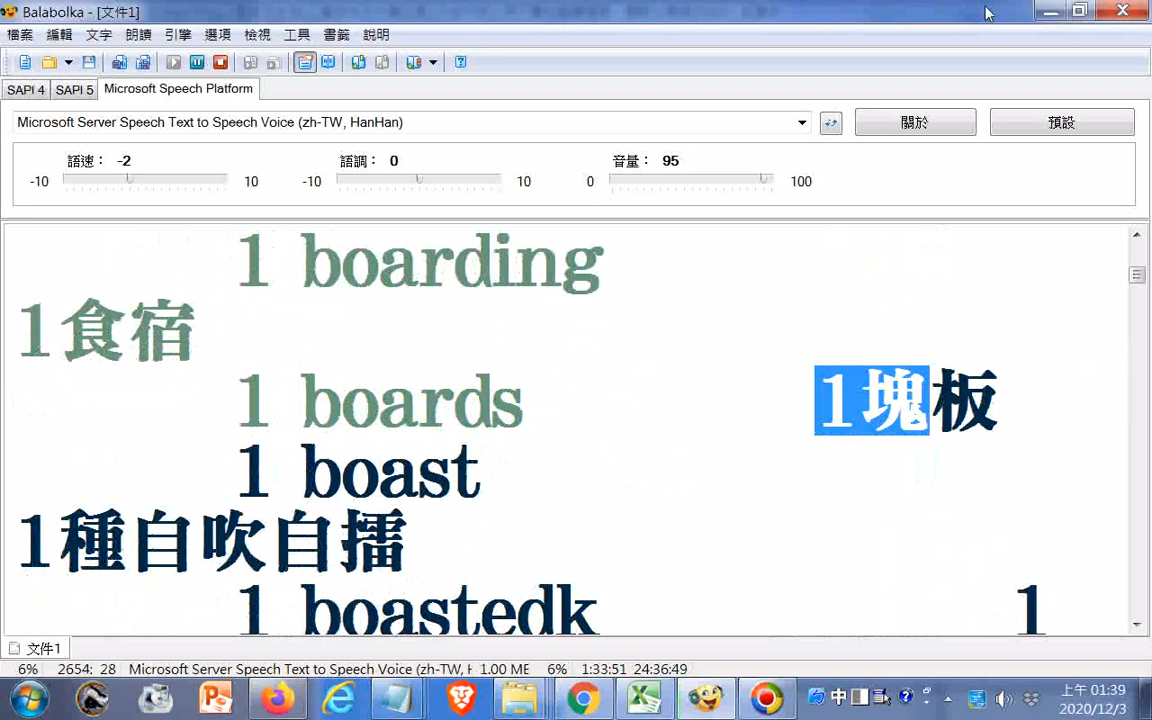 Balabolka - [文件1]
檔案 編輯 文字 朗讀 引擎 選項 檢視 工具 書籤 說明
SAPI 4 SAPI 5 Microsoft Speech Platform
Microsoft Server Speech Text to Speech Voice (zh-TW, HanHan) 關於 預設
語速： -2 語調： 0 音量： 95
-10 10 -10 10 0 100
1 boarding
1食宿
1 boards 1塊板
1 boast
1種自吹自擂
1 boastedk 1
文件1
6% 2654: 28 Microsoft Server Speech Text to Speech Voice (zh-TW, H 1.00 ME 6% 1:33:51 24:36:49
中 上午 01:39
2020/12/3